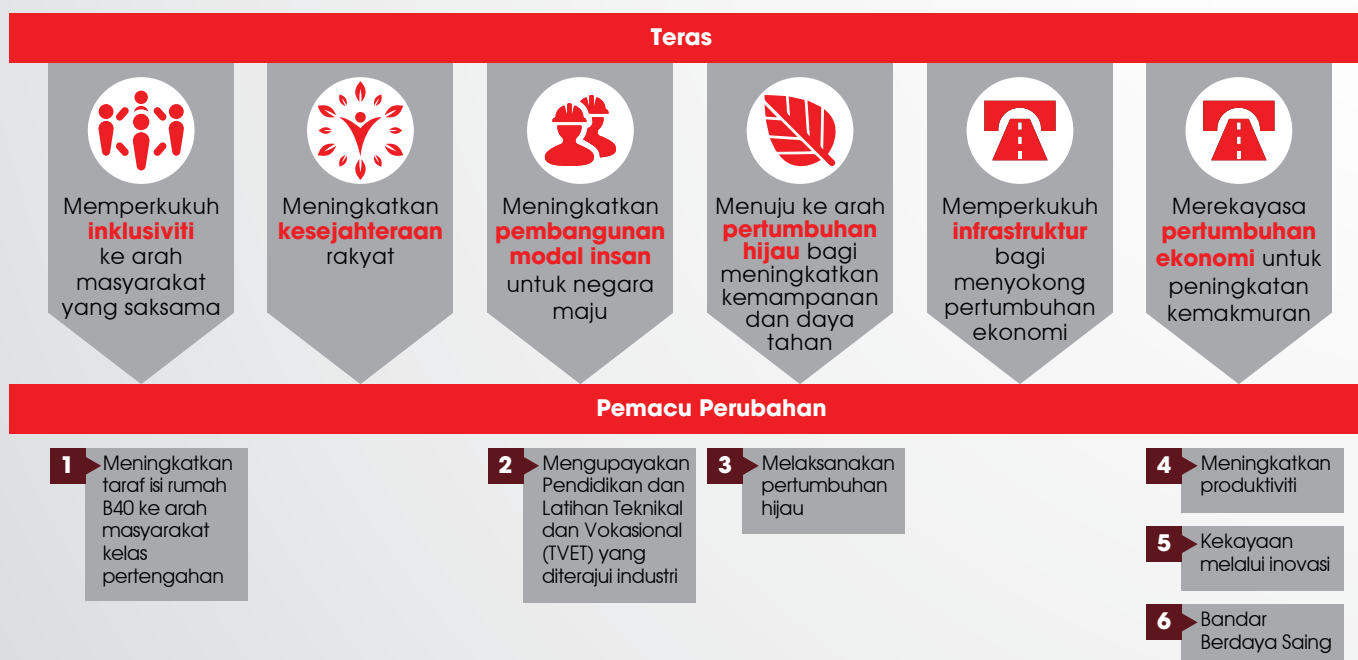 Teras
Memperkukuh
inklusiviti
ke arah
masyarakat
yang saksama
Meningkatkan
kesejahteraan
rakyat
Meningkatkan
pembangunan
modal insan
untuk negara
maju
Menuju ke arah
pertumbuhan
hijau bagi
meningkatkan
kemampanan
dan daya
tahan
Memperkukuh
infrastruktur
bagi
menyokong
pertumbuhan
ekonomi
Merekayasa
pertumbuhan
ekonomi untuk
peningkatan
kemakmuran
Pemacu Perubahan
1 Meningkatkan
taraf isi rumah
B40 ke arah
masyarakat
kelas
pertengahan
2 Mengupayakan
Pendidikan dan
Latihan Teknikal
dan Vokasional
(TVET) yang
diterajui industri
3 Melaksanakan
pertumbuhan
hijau
4 Meningkatkan
produktiviti
5 Kekayaan
melalui inovasi
6 Bandar
Berdaya Saing